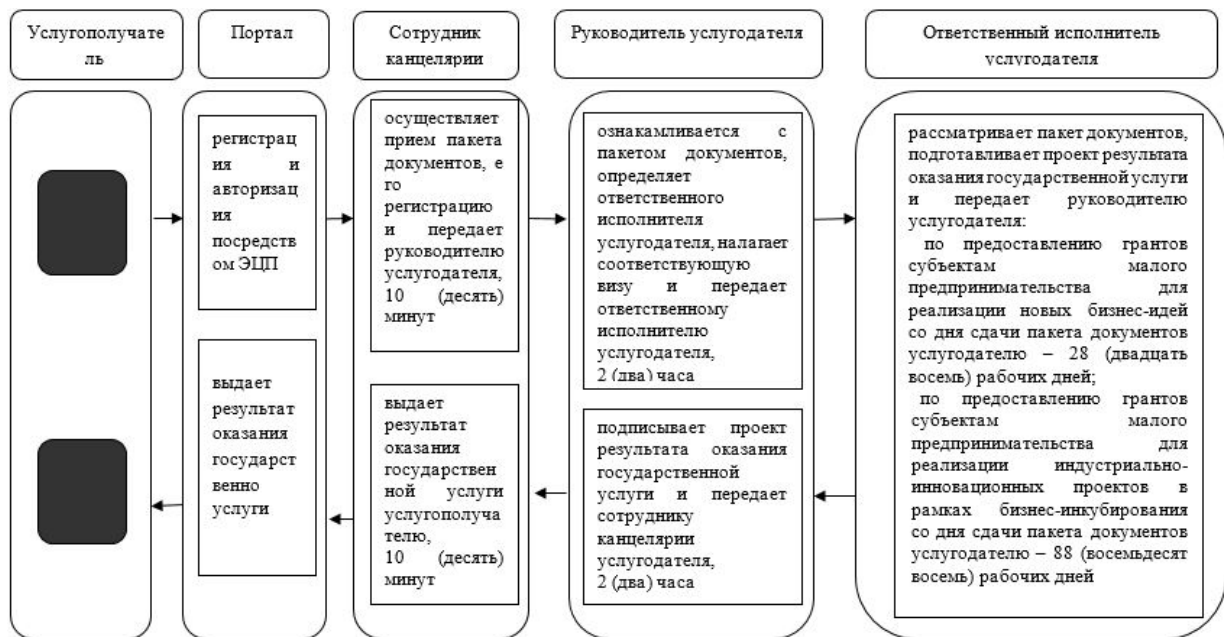 Услугополучате
ль
Портал
Сотрудник
канцелярии
Руководитель услугодателя
Ответственный исполнитель
услугодателя
регистрац
ия и
авторизац
ия
посредств
ом ЭЦП
осуществляет
прием пакета
документов, е
го
регистрацию
и передает
руководителю
услугодателя,
10 (десять)
минут
ознакамливается с
пакетом документов,
определяет
ответственного
исполнителя
услугодателя, налагает
соответствующую
визу и передает
ответственному
исполнителю
услугодателя,
2 (два) часа
рассматривает пакет документов,
подготавливает проект результата
оказания государственной услуги
и передает руководителю
услугодателя:
по предоставлению грантов
субъектам малого
предпринимательства для
реализации новых бизнес-идей
со дня сдачи пакета документов
услугодателю – 28 (двадцать
восемь) рабочих дней;
по предоставлению грантов
субъектам малого
предпринимательства для
реализации индустриально-
инновационных проектов в
рамках бизнес-инкубирования
со дня сдачи пакета документов
услугодателю – 88 (восемьдесят
восемь) рабочих дней
подписывает проект
результата оказания
государственной
услуги и передает
сотруднику
канцелярии
услугодателя,
2 (два) часа
выдает
результат
оказания
государствен
ной услуги
услугополуча
телю,
10 (десять)
минут
выдает
результат
оказания
государст
венно
услуги